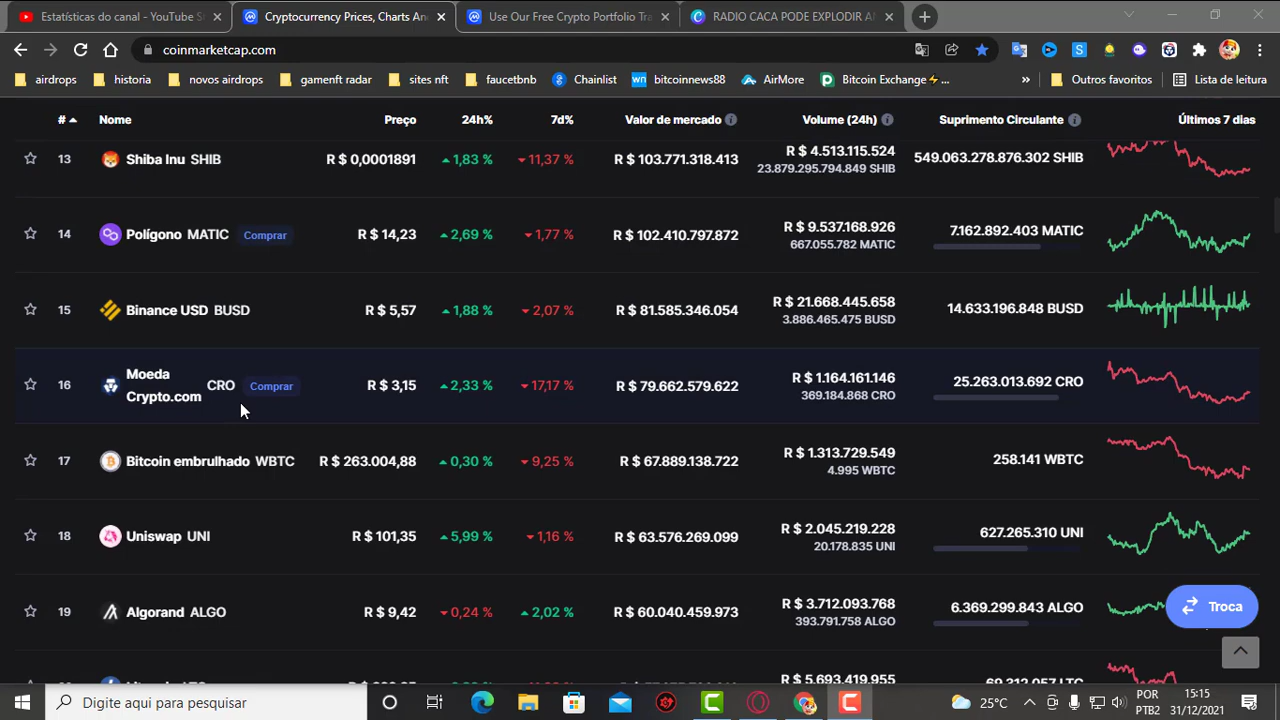 Estatísticas do canal - YouTube S
Cryptocurrency Prices, Charts An
Use Our Free Crypto Portfolio Tra
RADIO CACA PODE EXPLODIR A
coinmarketcap.com
airdrops historia novos airdrops gamenft radar sites nft faucetbnb Chainlist bitcoinnews88 AirMore Bitcoin Exchange⚡... » Outros favoritos Lista de leitura
# Nome Preço 24h% 7d% Valor de mercado Volume (24h) Suprimento Circulante Últimos 7 dias
13 Shiba Inu SHIB R $ 0,0001891 1,83 % 11,37 % R $ 103.771.318.413 R $ 4.513.115.524 549.063.278.876.302 SHIB
23.879.295.794.849 SHIB
14 Polígono MATIC Comprar R $ 14,23 2,69 % 1,77 % R $ 102.410.797.872 R $ 9.537.168.926 7.162.892.403 MATIC
667.055.782 MATIC
15 Binance USD BUSD R $ 5,57 1,88 % 2,07 % R $ 81.585.346.054 R $ 21.668.445.658 14.633.196.848 BUSD
3.886.465.475 BUSD
16 Moeda Crypto.com CRO Comprar R $ 3,15 2,33 % 17,17 % R $ 79.662.579.622 R $ 1.164.161.146 25.263.013.692 CRO
369.184.868 CRO
17 Bitcoin embrulhado WBTC R $ 263.004,88 0,30 % 9,25 % R $ 67.889.138.722 R $ 1.313.729.549 258.141 WBTC
4.995 WBTC
18 Uniswap UNI R $ 101,35 5,99 % 1,16 % R $ 63.576.269.099 R $ 2.045.219.228 627.265.310 UNI
20.178.835 UNI
19 Algorand ALGO R $ 9,42 0,24 % 2,02 % R $ 60.040.459.973 R $ 3.712.093.768 6.369.299.843 ALGO
393.791.758 ALGO
Troca
R $ 5.693.419.955
Digite aqui para pesquisar
25°C
POR
PTB2
15:15
31/12/2021